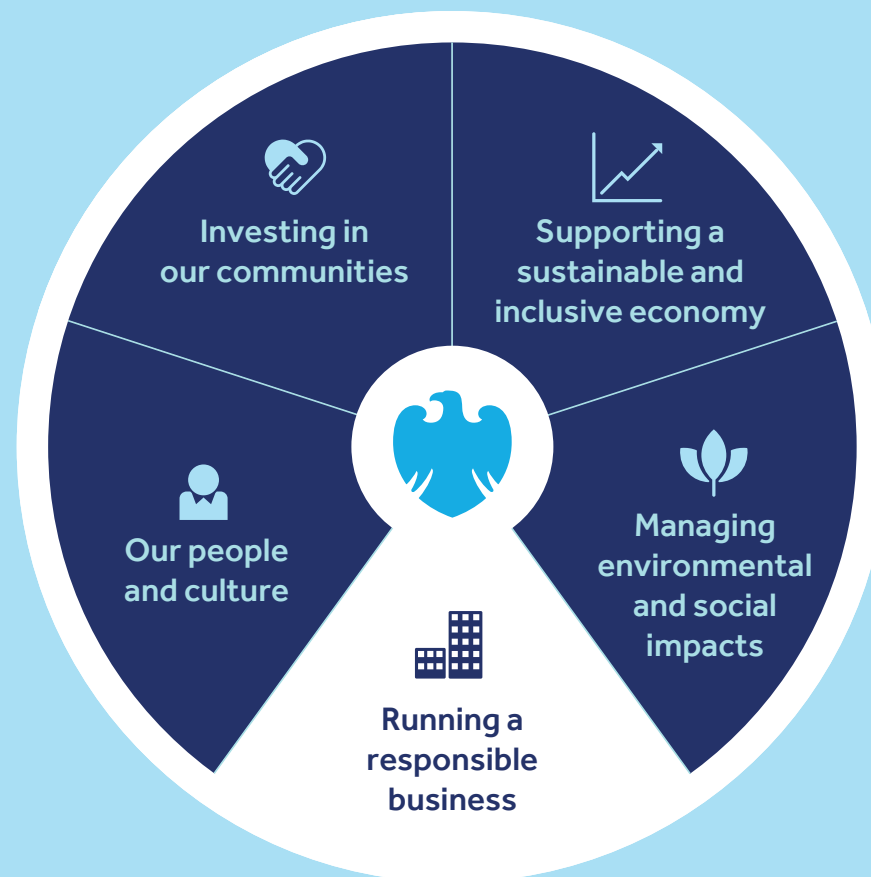 Investing in
our communities
Supporting a
sustainable and
inclusive economy
Our people
and culture
Managing
environmental
and social
impacts
Running a
responsible
business